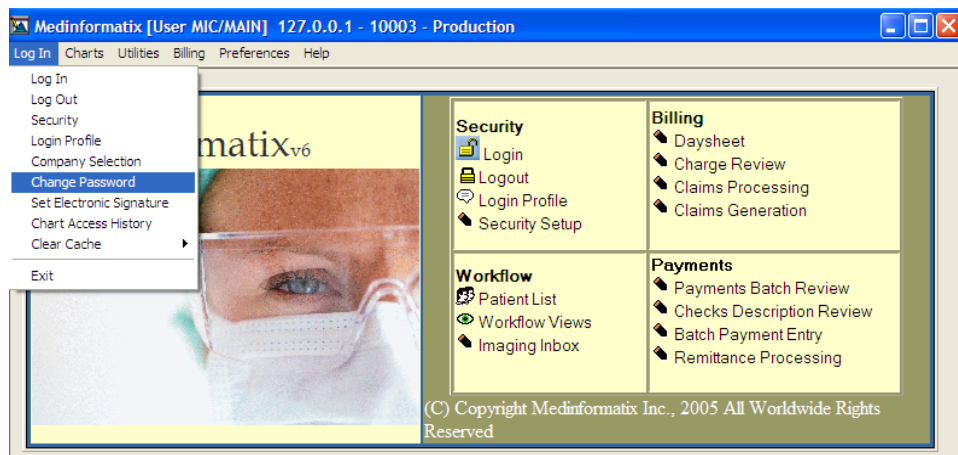 Medinformatix [User MIC/MAIN] 127.0.0.1 - 10003 - Production
Log In Charts Utilities Billing Preferences Help
Log In
Log Out
Security
Login Profile
Company Selection
Change Password
Set Electronic Signature
Chart Access History
Clear Cache
Exit
matixv6
Security
Login
Logout
Login Profile
Security Setup
Billing
Daysheet
Charge Review
Claims Processing
Claims Generation
Workflow
Patient List
Workflow Views
Imaging Inbox
Payments
Payments Batch Review
Checks Description Review
Batch Payment Entry
Remittance Processing
(C) Copyright Medinformatix Inc., 2005 All Worldwide Rights
Reserved